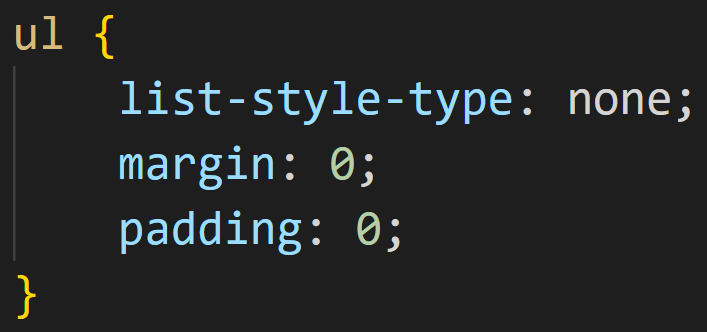 ul {
    list-style-type: none;
    margin: 0;
    padding: 0;
}